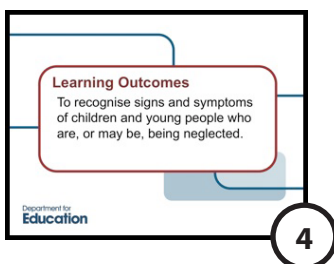 Learning Outcomes
To recognise signs and symptoms
of children and young people who
are, or may be, being neglected.
Department for
Education
4